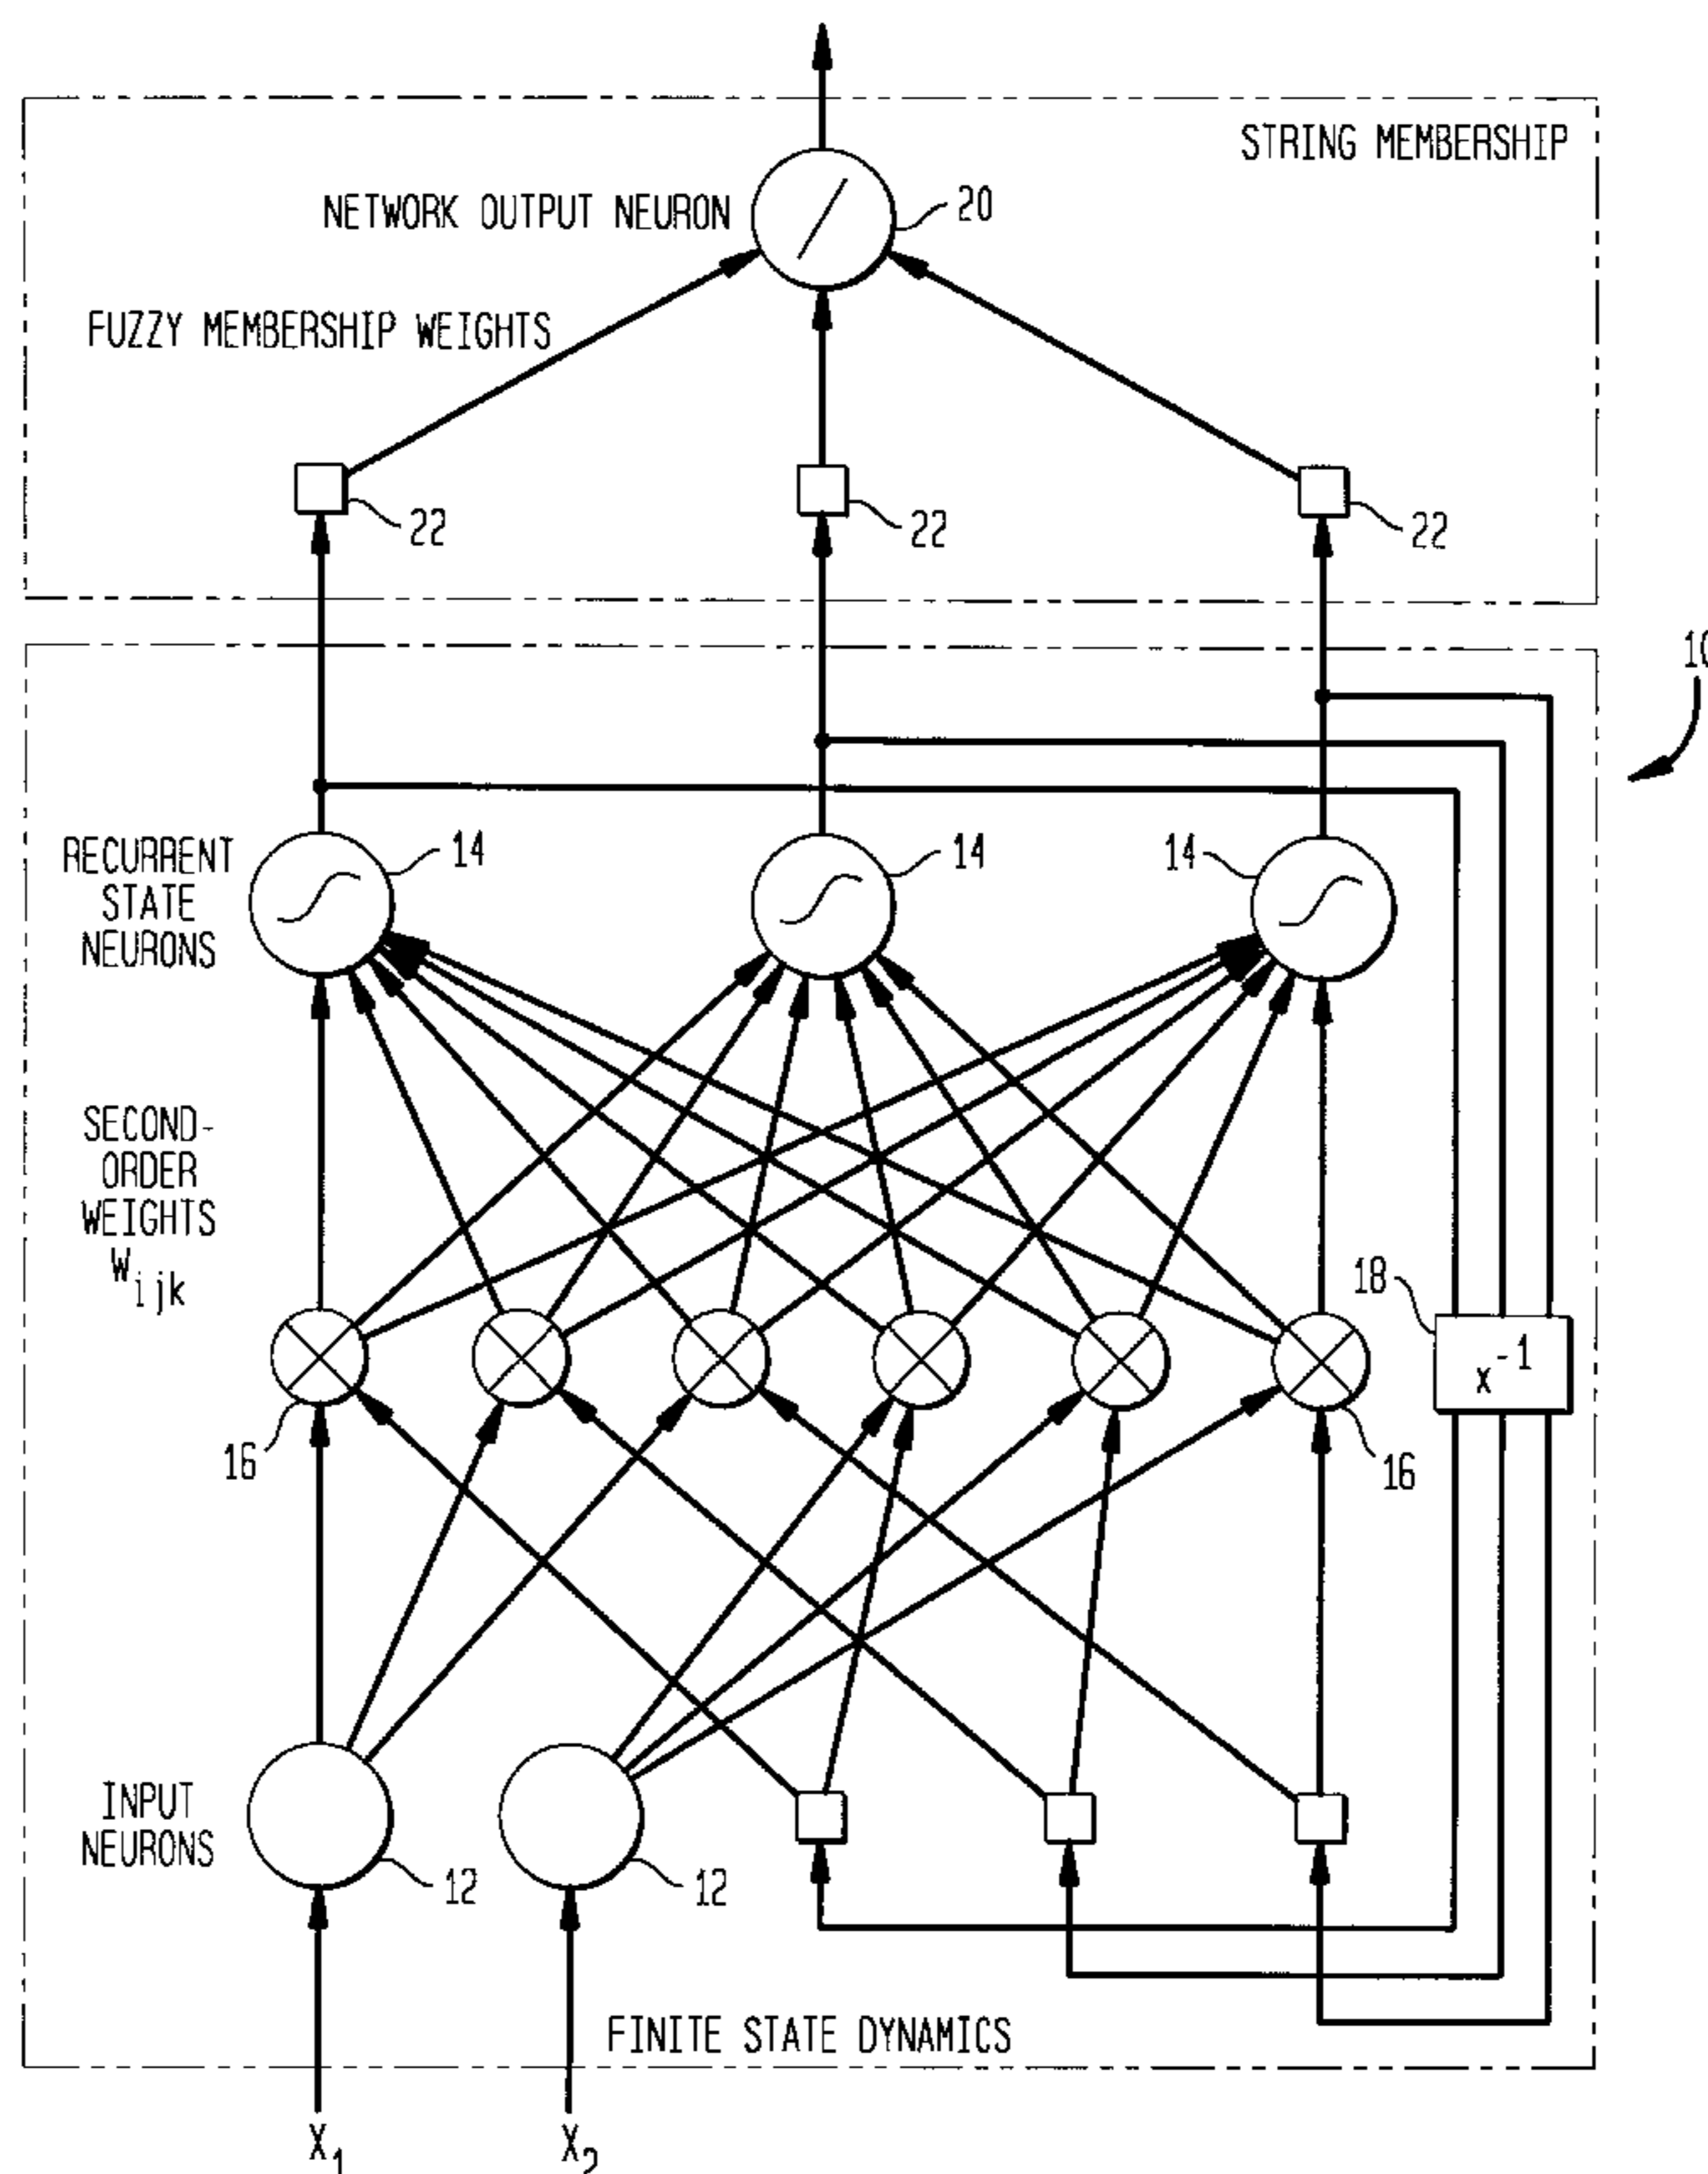 STRING MEMBERSHIP
NETWORK OUTPUT NEURON
20
FUZZY MEMBERSHIP WEIGHTS
22
22
22
10
RECURRENT
STATE
NEURONS
14
14
14
SECOND-
ORDER
WEIGHTS
W ijk
18
x -1
16
16
INPUT
NEURONS
12
12
FINITE STATE DYNAMICS
X1
X2